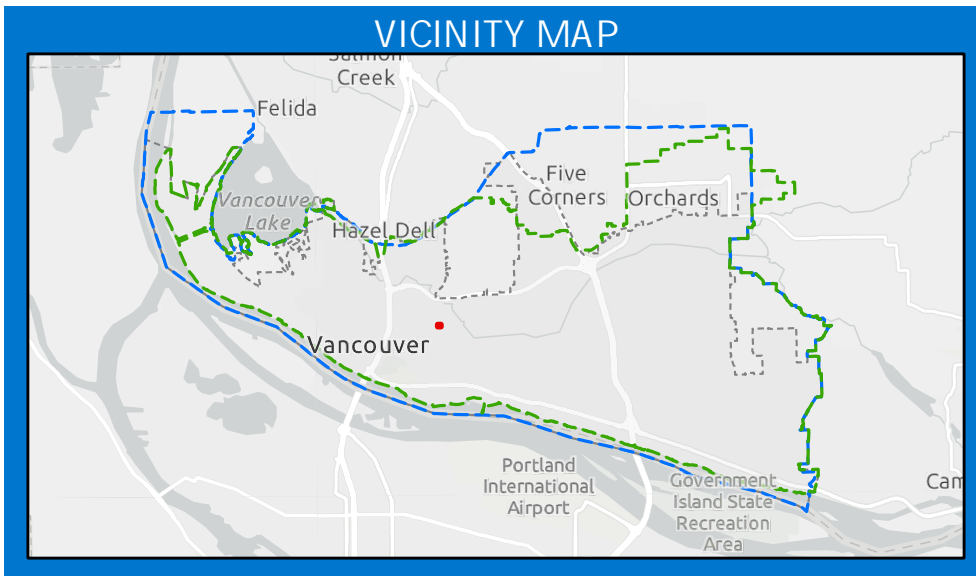 VICINITY MAP
Salmon
Creek
Felida
Five
Corners
Orchards
Vancouver
Lake
Hazel Dell
Vancouver
Portland
International
Airport
Government
Island State
Recreation
Area
Cam